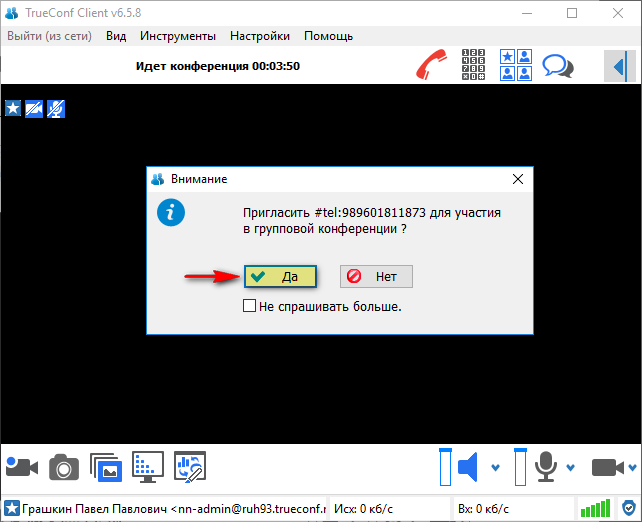 TrueConf Client v6.5.8
Выйти (из сети) Вид Инструменты Настройки Помощь
Идет конференция 00:03:50
Внимание
Пригласить #tel:989601811873 для участия
в групповой конференции ?
Да Нет
Не спрашивать больше.
Грашкин Павел Павлович <nn-admin@ruh93.trueconf.r Исх: 0 кб/с Вх: 0 кб/с